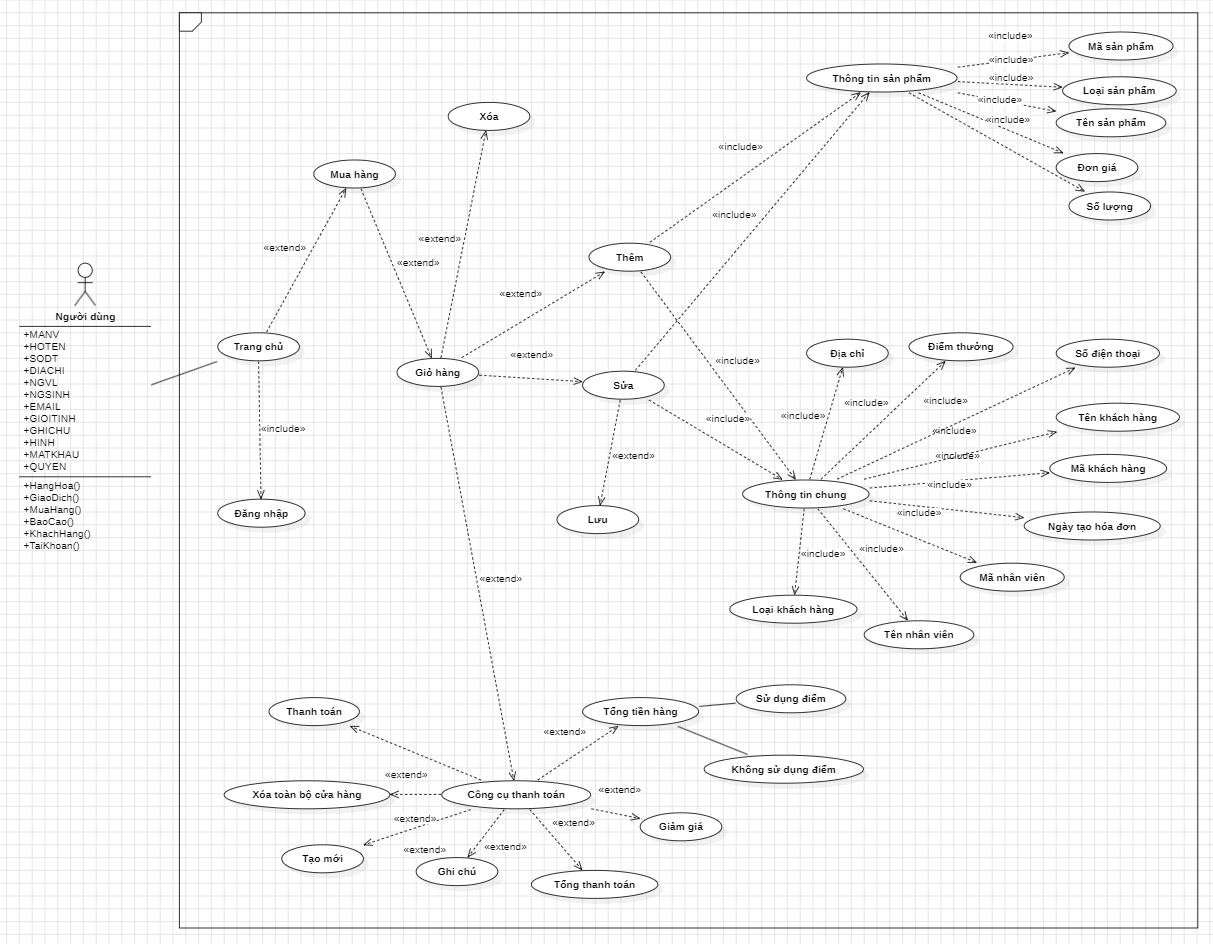 «include»
Mã sản phẩm
«include»
Thông tin sản phẩm
«include»
Loại sản phẩm
«include»
Tên sản phẩm
«include»
Xóa
«include»
Đơn giá
Mua hàng
Số lượng
«include»
«extend»
«extend»
«extend»
Thêm
«extend»
Người dùng
+MANV
+HOTEN
+SODT
+DIACHI
+NGVL
+NGSINH
+EMAIL
+GIOITINH
+GHICHU
+HINH
+MATKHAU
+QUYEN
+HangHoa()
+GiaoDich()
+MuaHang()
+BaoCao()
+KhachHang()
+TaiKhoan()
Trang chủ
«extend»
Giỏ hàng
Sửa
«include»
Địa chỉ
Điểm thưởng
Số điện thoại
«include»
«include»
«include»
«include»
«include»
Tên khách hàng
«include»
«include»
«extend»
«include»
Mã khách hàng
«include»
Thông tin chung
Đăng nhập
Lưu
«include»
Ngày tạo hóa đơn
«include»
«include»
«extend»
Mã nhân viên
Loại khách hàng
Tên nhân viên
Thanh toán
Tổng tiền hàng
Sử dụng điểm
«extend»
Không sử dụng điểm
«extend»
Xóa toàn bộ cửa hàng
Công cụ thanh toán
«extend»
«extend»
«extend»
Giảm giá
«extend»
«extend»
Tạo mới
Ghi chú
Tổng thanh toán